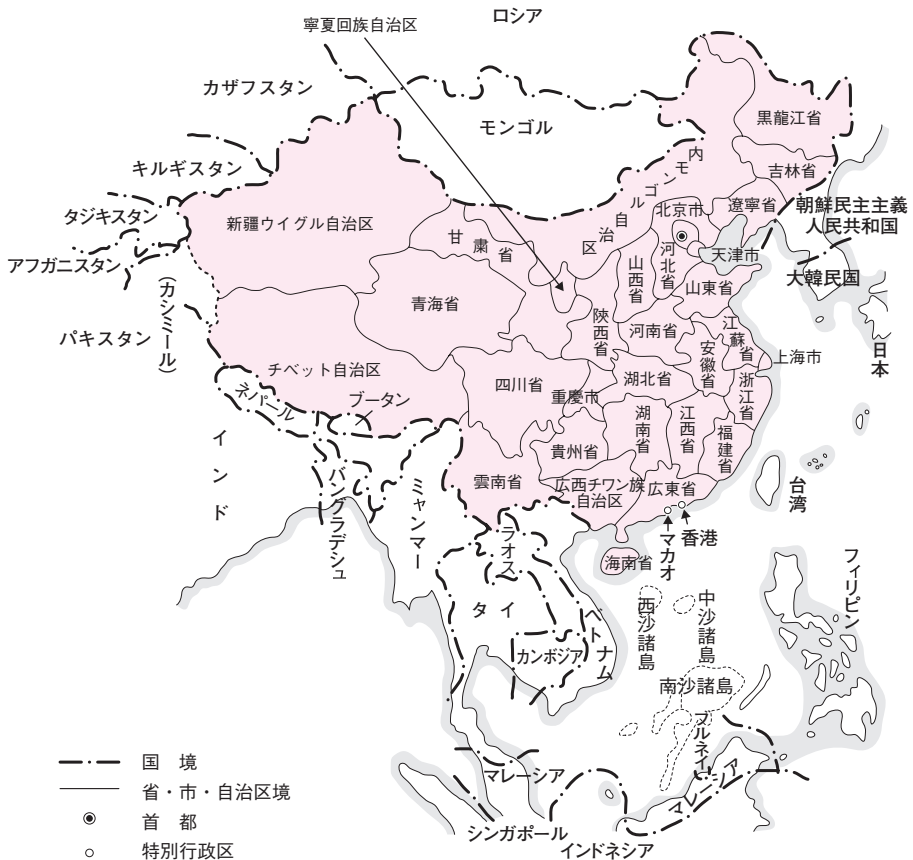 ロシア
寧夏回族自治区
カザフスタン
モンゴル
黒龍江省
内モンゴル自治区
吉林省
キルギスタン
遼寧省
朝鮮民主主義
人民共和国
北京市
タジキスタン
新疆ウイグル自治区
甘粛省
天津市
河北省
山西省
アフガニスタン
大韓民国
(カシミール)
青海省
山東省
陝西省
河南省
江蘇省
パキスタン
安徽省
上海市
日本
チベット自治区
四川省
重慶市
湖北省
浙江省
ネパール
ブータン
湖南省
江西省
福建省
インド
貴州省
バングラデシュ
ミャンマー
雲南省
広西チワン族
自治区
広東省
台湾
香港
マカオ
ラオス
海南省
フィリピン
タイ
ベトナム
西沙諸島
中沙諸島
カンボジア
南沙諸島
ブルネイ
マレーシア
マレーシア
シンガポール
インドネシア
国境
省・市・自治区境
首都
特別行政区